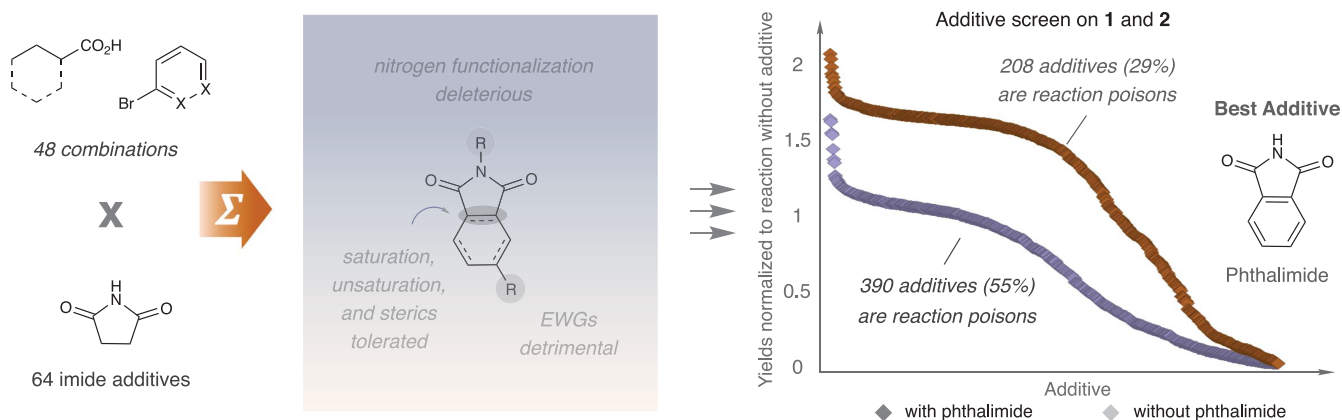 CO₂H
Br
X
X
48 combinations
X
H
N
O
O
64 imide additives
Σ
nitrogen functionalization
deleterious
R
N
O
O
R
saturation,
unsaturation,
and sterics
tolerated
EWGs
detrimental
Additive screen on 1 and 2
Yields normalized to reaction without additive
2
1.5
1
0.5
0
208 additives (29%)
are reaction poisons
390 additives (55%)
are reaction poisons
Additive
with phthalimide
without phthalimide
Best Additive
H
N
O
O
Phthalimide